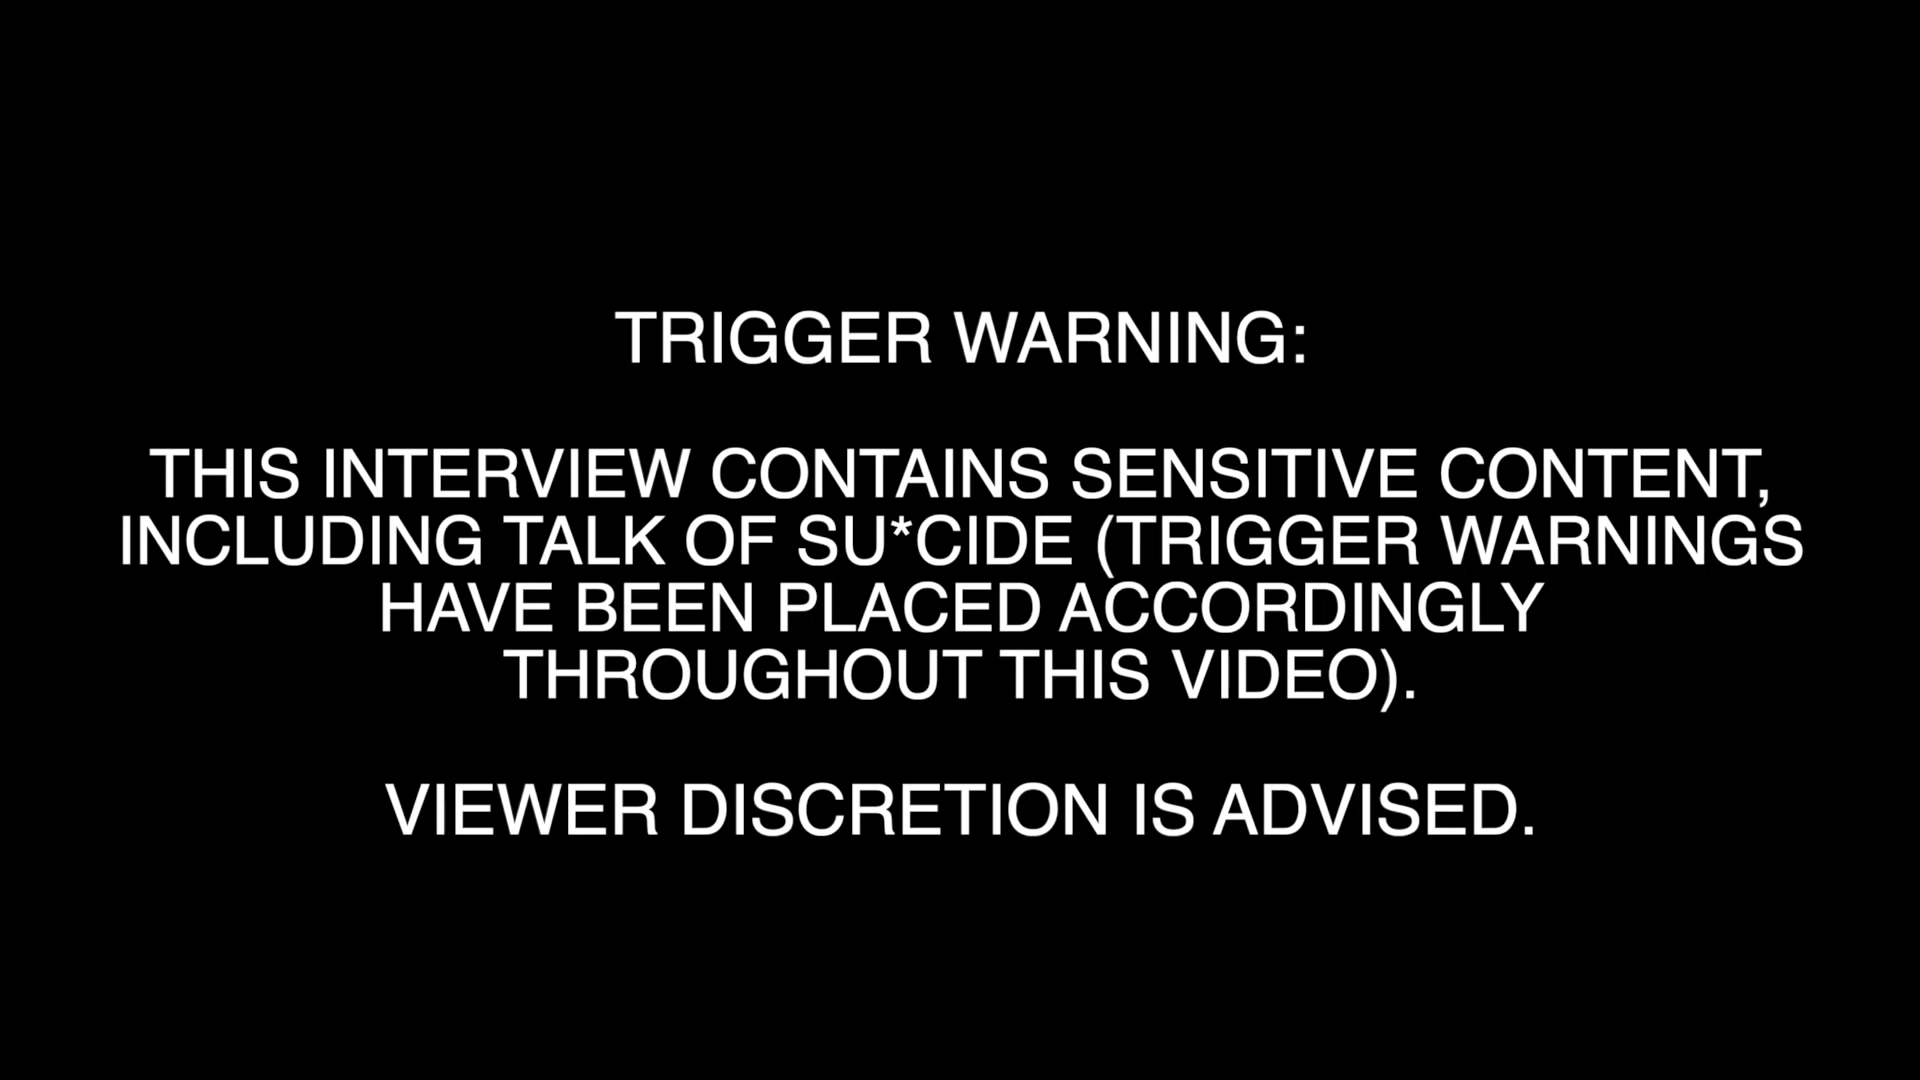 TRIGGER WARNING:
THIS INTERVIEW CONTAINS SENSITIVE CONTENT,
INCLUDING TALK OF SU*CIDE (TRIGGER WARNINGS
HAVE BEEN PLACED ACCORDINGLY
THROUGHOUT THIS VIDEO).
VIEWER DISCRETION IS ADVISED.